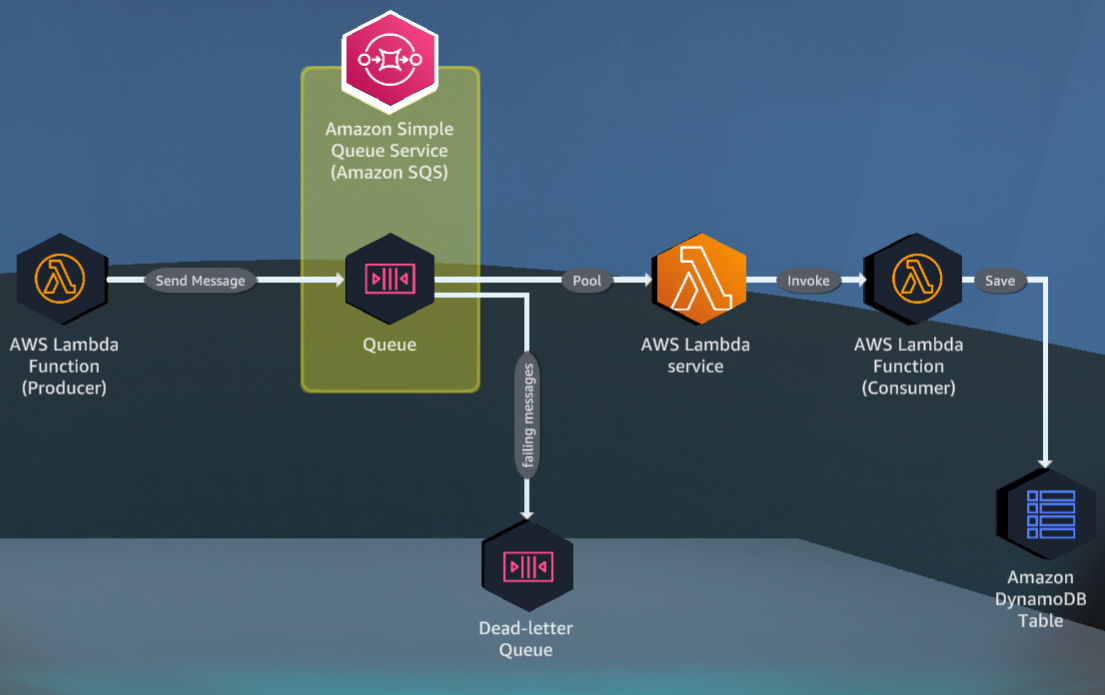 Amazon Simple
Queue Service
(Amazon SQS)
Send Message
Pool
Invoke
Save
AWS Lambda
Function
(Producer)
Queue
AWS Lambda
service
AWS Lambda
Function
(Consumer)
failing messages
Dead-letter
Queue
Amazon
DynamoDB
Table